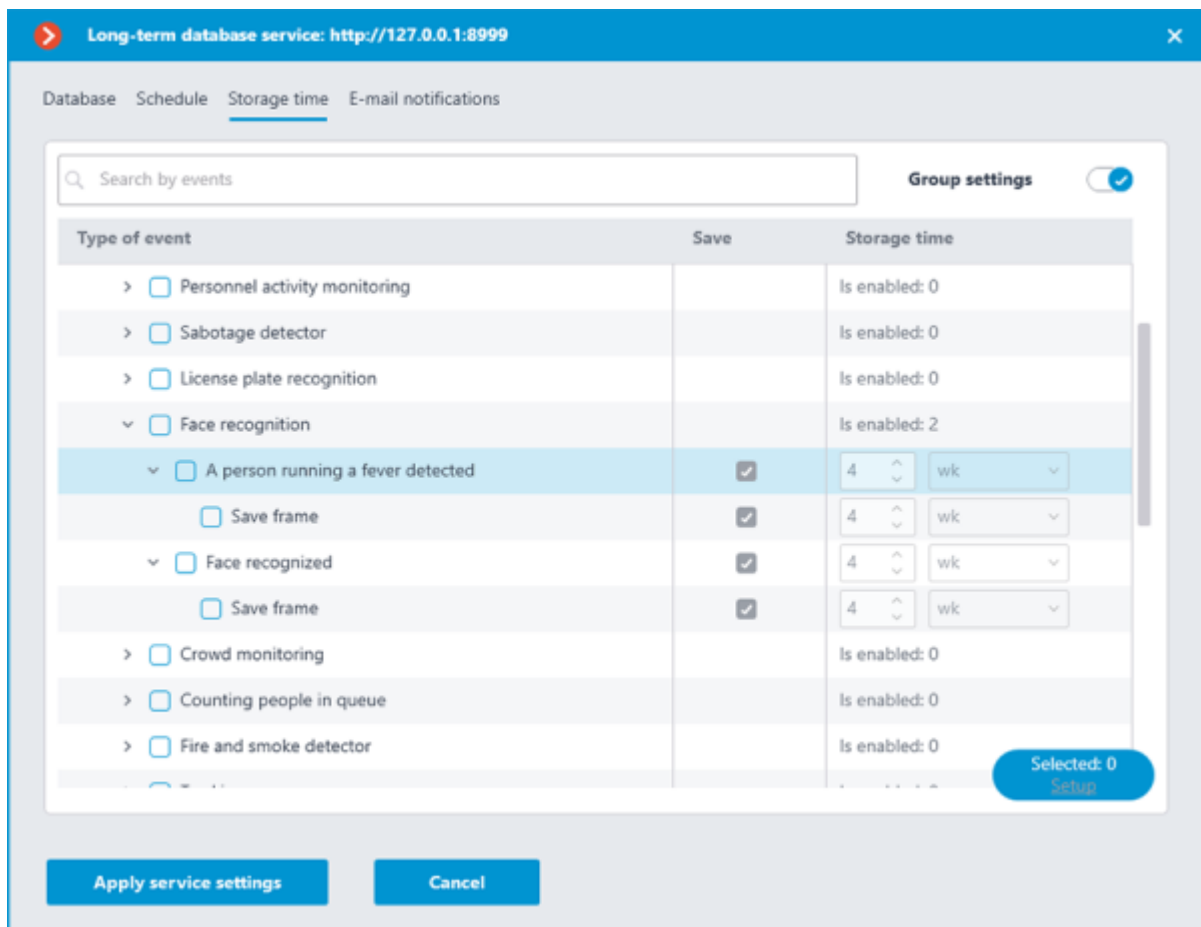 Long-term database service: http://127.0.0.1:8999
Database Schedule Storage time E-mail notifications
Search by events Group settings
Type of event Save Storage time
Personnel activity monitoring Is enabled: 0
Sabotage detector Is enabled: 0
License plate recognition Is enabled: 0
Face recognition Is enabled: 2
A person running a fever detected 4 wk
Save frame 4 wk
Face recognized 4 wk
Save frame 4 wk
Crowd monitoring Is enabled: 0
Counting people in queue Is enabled: 0
Fire and smoke detector Is enabled: 0
Selected: 0
Setup
Apply service settings Cancel